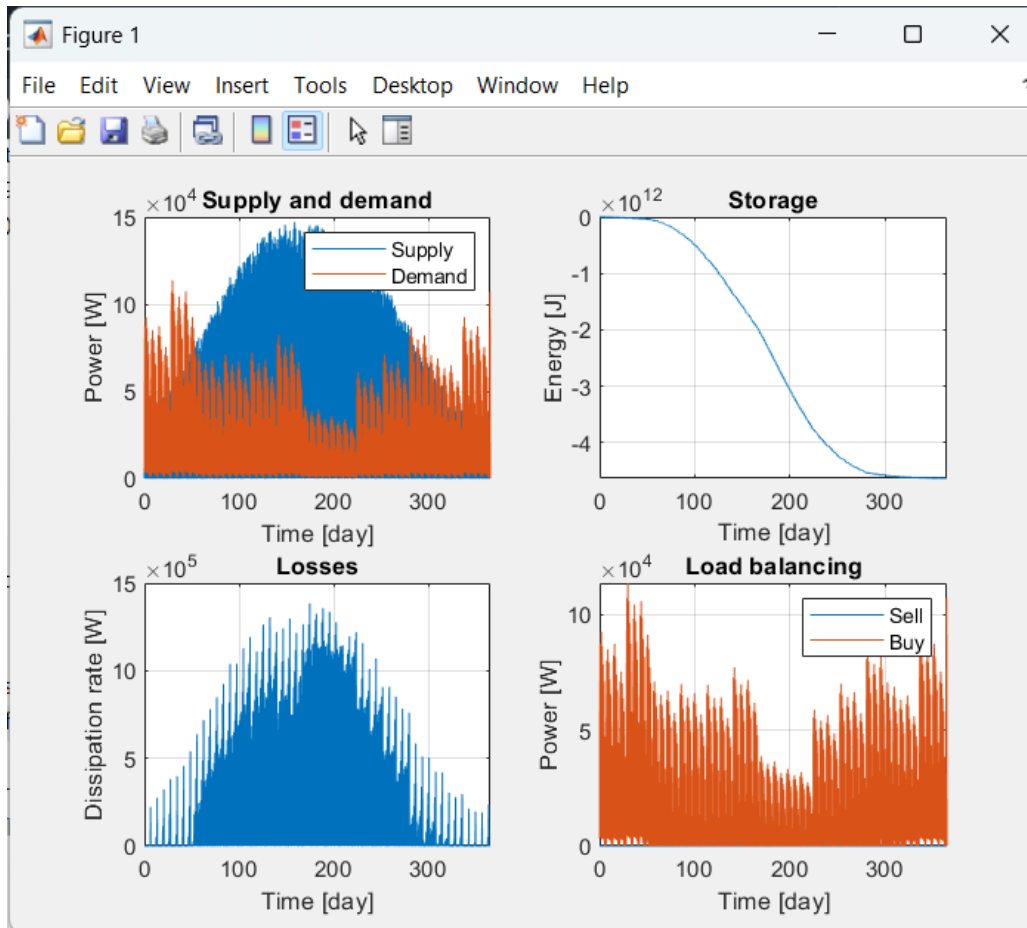 Figure 1
File Edit View Insert Tools Desktop Window Help
×10⁴ Supply and demand
15
10
5
0
Power [W]
Supply
Demand
0 100 200 300
Time [day]
×10¹² Storage
0
-1
-2
-3
-4
Energy [J]
0 100 200 300
Time [day]
×10⁵ Losses
15
10
5
0
Dissipation rate [W]
0 100 200 300
Time [day]
×10⁴ Load balancing
10
5
0
Power [W]
Sell
Buy
0 100 200 300
Time [day]